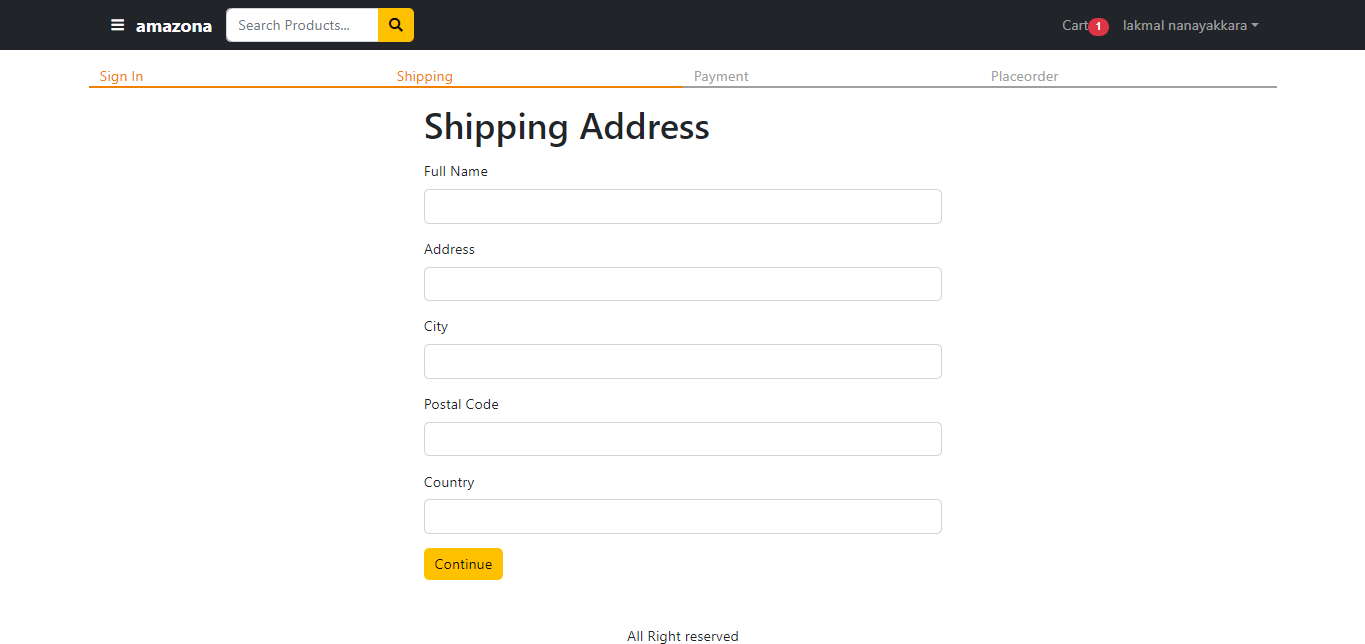 amazona Search Products... Cart 1 lakmal nanayakkara
Sign In Shipping Payment Placeorder
Shipping Address
Full Name
Address
City
Postal Code
Country
Continue
All Right reserved